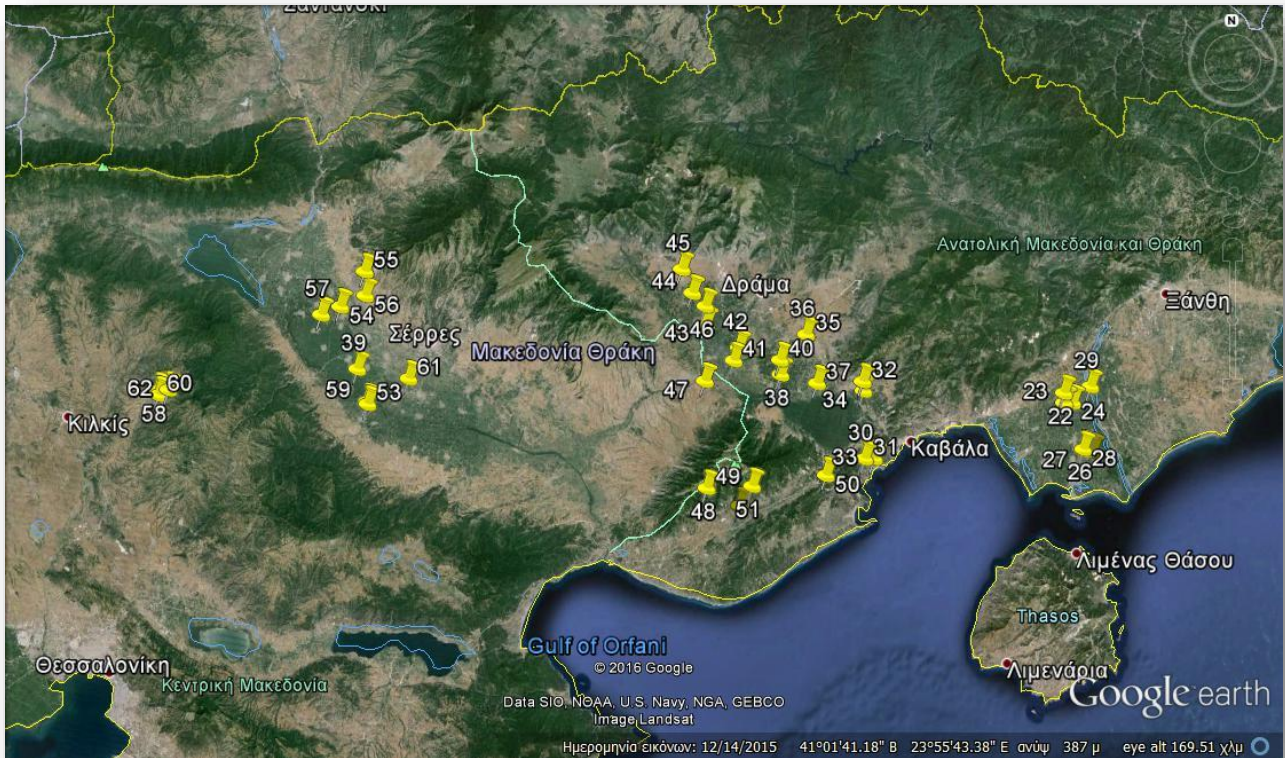 Σαντάνσκι
N
45
Ανατολική Μακεδονία και Θράκη
55
44
Δράμα
57
56
54
Ξάνθη
36
42
35
Σέρρες
43
46
39
41
40
Μακεδονία Θράκη
61
29
37
32
62
60
59
53
47
38
34
23
58
22
24
Κιλκίς
30
31
Καβάλα
33
27
28
49
26
50
48
51
Λιμένας Θάσου
Thasos
Gulf of Orfani
Θεσσαλονίκη
© 2016 Google
Λιμενάρια
Κεντρική Μακεδονία
Google earth
Data SIO, NOAA, U.S. Navy, NGA, GEBCO
Image Landsat
Ημερομηνία εικόνων: 12/14/2015 41°01'41.18" Β 23°55'43.38" Ε ανύψ 387 μ eye alt 169.51 χλμ